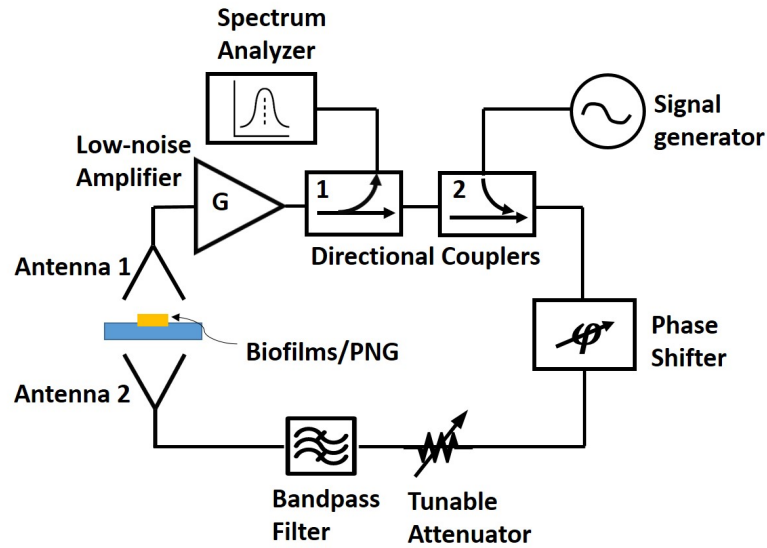 Spectrum
Analyzer
Low-noise
Amplifier
G
1
2
Signal
generator
Directional Couplers
Antenna 1
Biofilms/PNG
Antenna 2
φ
Phase
Shifter
Bandpass
Filter
Tunable
Attenuator